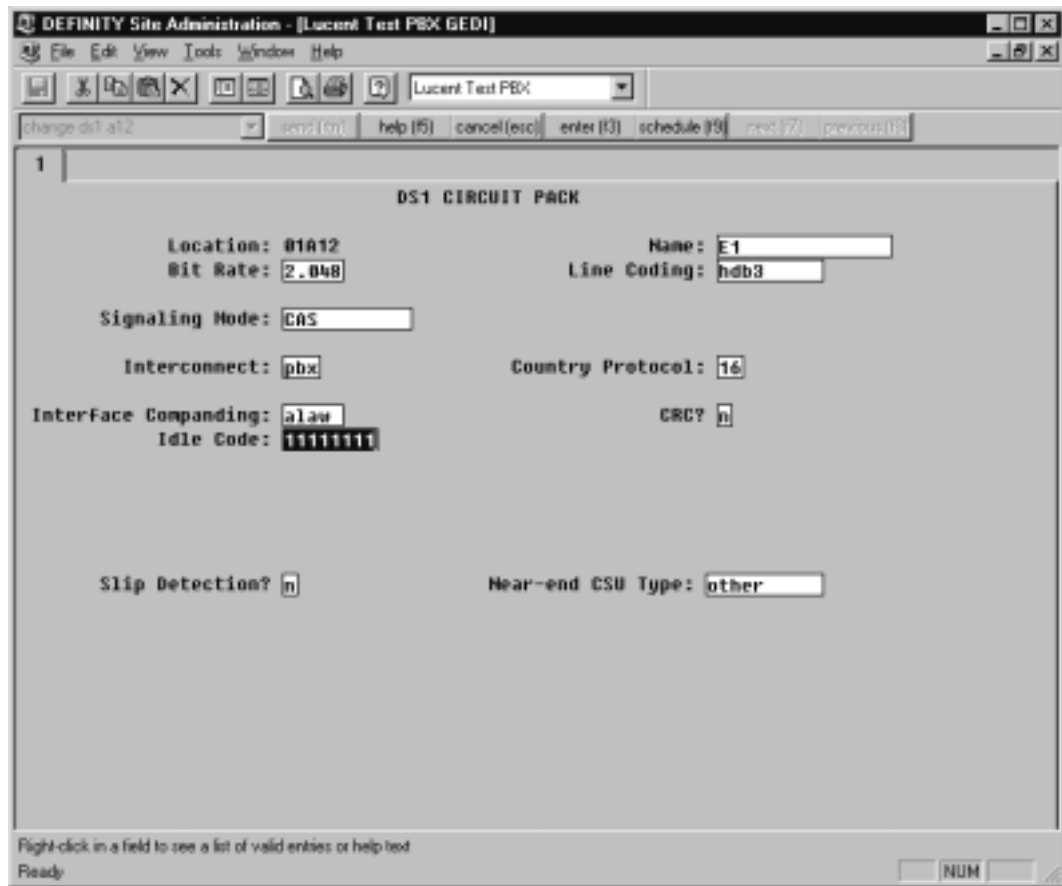 DEFINITY Site Administration - [Lucent Test PBX GEDI]
File Edit View Tools Window Help
Lucent Test PBX
change ds1 a12 send (fn) help (f5) cancel (esc) enter (f3) schedule (f9) next (f7) previous (f8)
1
DS1 CIRCUIT PACK
Location: 01A12 Name: E1
Bit Rate: 2.048 Line Coding: hdb3
Signaling Mode: CAS
Interconnect: pbx Country Protocol: 16
Interface Companding: alaw CRC? n
Idle Code: 11111111
Slip Detection? n Near-end CSU Type: other
Right-click in a field to see a list of valid entries or help text
Ready NUM